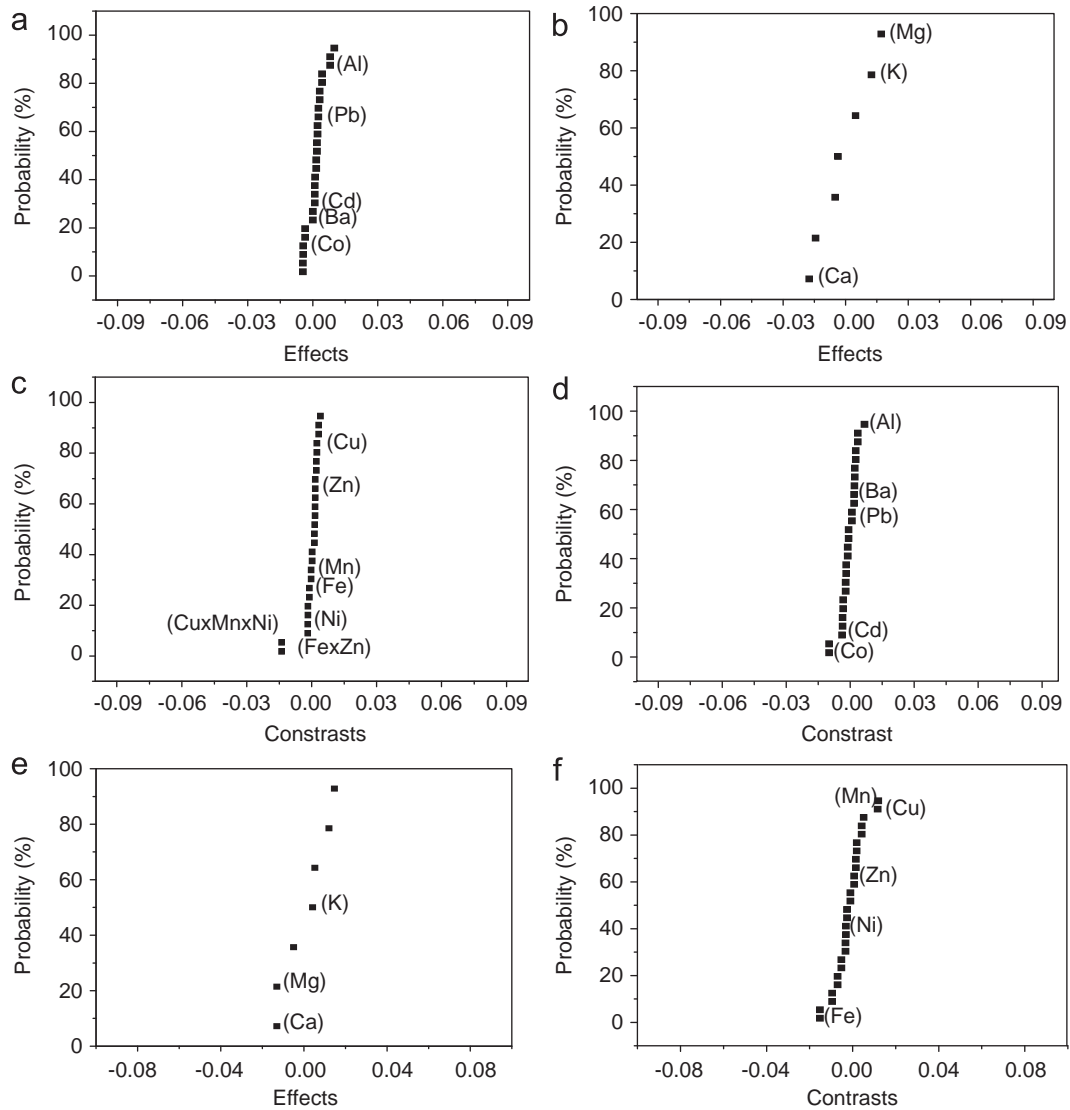 a
100
80
60
40
20
0
Probability (%)
(Al)
(Pb)
(Cd)
(Ba)
(Co)
-0.09 -0.06 -0.03 0.00 0.03 0.06 0.09
Effects
b
100
80
60
40
20
0
Probability (%)
(Mg)
(K)
(Ca)
-0.09 -0.06 -0.03 0.00 0.03 0.06 0.09
Effects
c
100
80
60
40
20
0
Probability (%)
(Cu)
(Zn)
(Mn)
(Fe)
(Ni)
(CuxMnxNi)
(FexZn)
-0.09 -0.06 -0.03 0.00 0.03 0.06 0.09
Constrasts
d
100
80
60
40
20
0
Probability (%)
(Al)
(Ba)
(Pb)
(Cd)
(Co)
-0.09 -0.06 -0.03 0.00 0.03 0.06 0.09
Constrast
e
100
80
60
40
20
0
Probability (%)
(K)
(Mg)
(Ca)
-0.08 -0.04 0.00 0.04 0.08
Effects
f
100
80
60
40
20
0
Probability (%)
(Mn)
(Cu)
(Zn)
(Ni)
(Fe)
-0.08 -0.04 0.00 0.04 0.08
Contrasts